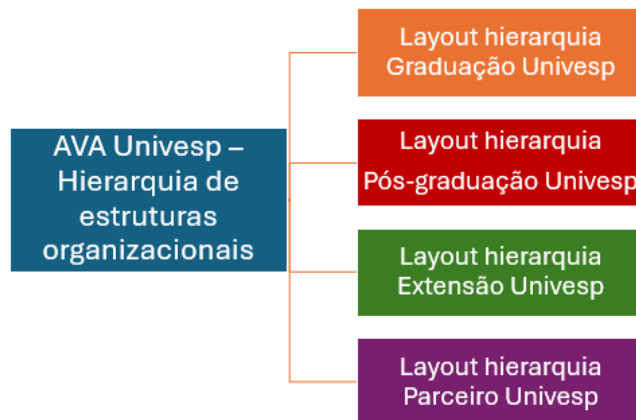 AVA Univesp –
Hierarquia de
estruturas
organizacionais
Layout hierarquia
Graduação Univesp
Layout hierarquia
Pós-graduação Univesp
Layout hierarquia
Extensão Univesp
Layout hierarquia
Parceiro Univesp